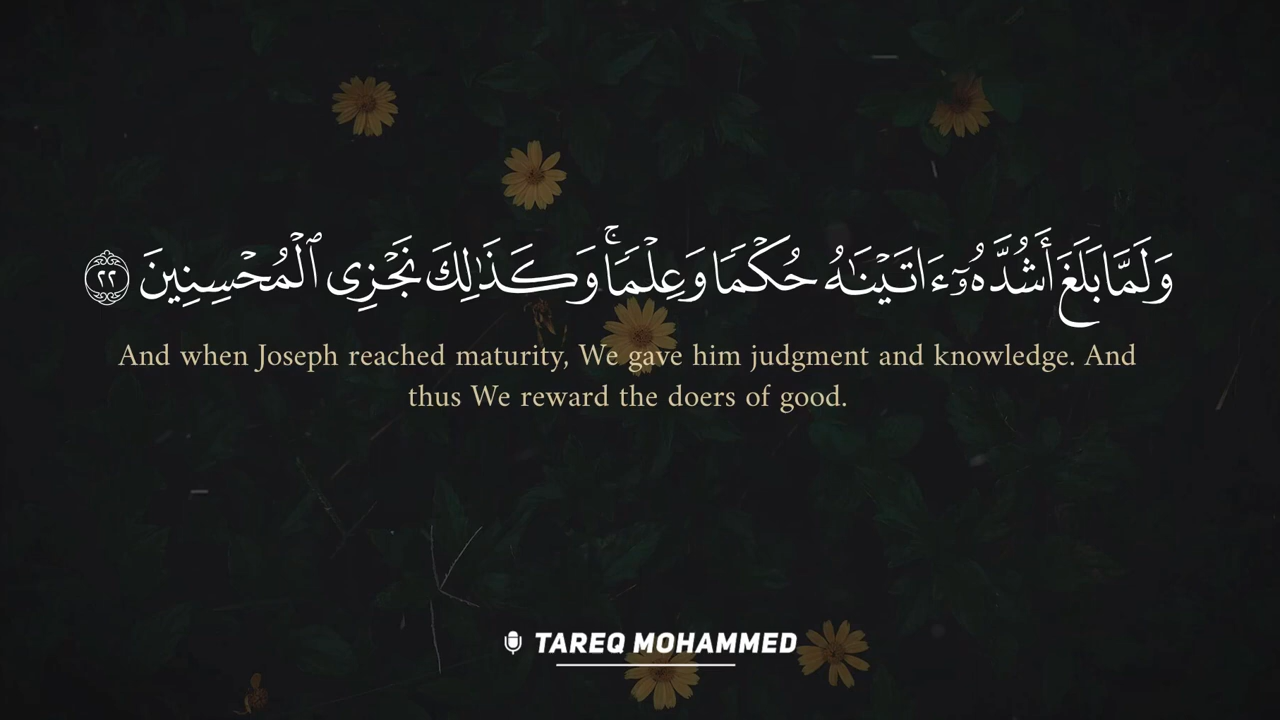 وَلَمَّا بَلَغَ أَشُدَّهُۥٓ ءَاتَيْنَـٰهُ حُكْمًا وَعِلْمًا ۚ وَكَذَٰلِكَ نَجْزِى ٱلْمُحْسِنِينَ ٢٢
And when Joseph reached maturity, We gave him judgment and knowledge. And
thus We reward the doers of good.
TAREQ MOHAMMED